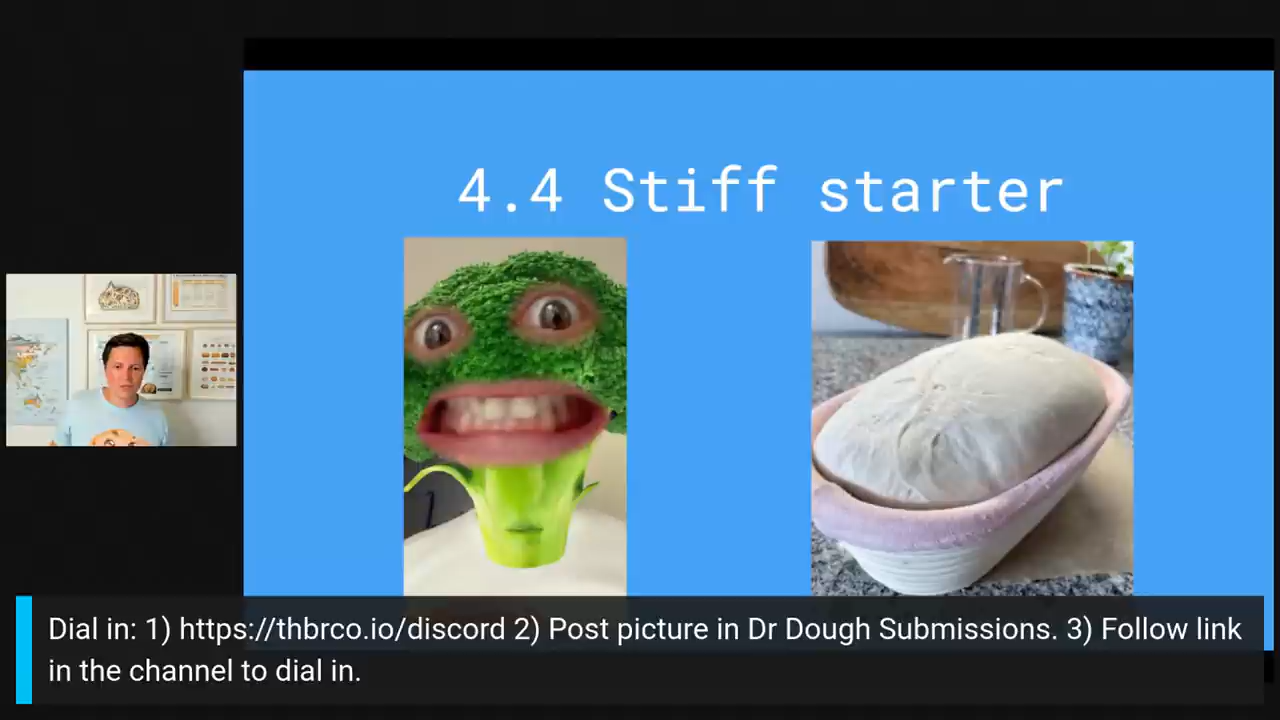 4.4 Stiff starter
Dial in: 1) https://thbrco.io/discord 2) Post picture in Dr Dough Submissions. 3) Follow link
in the channel to dial in.